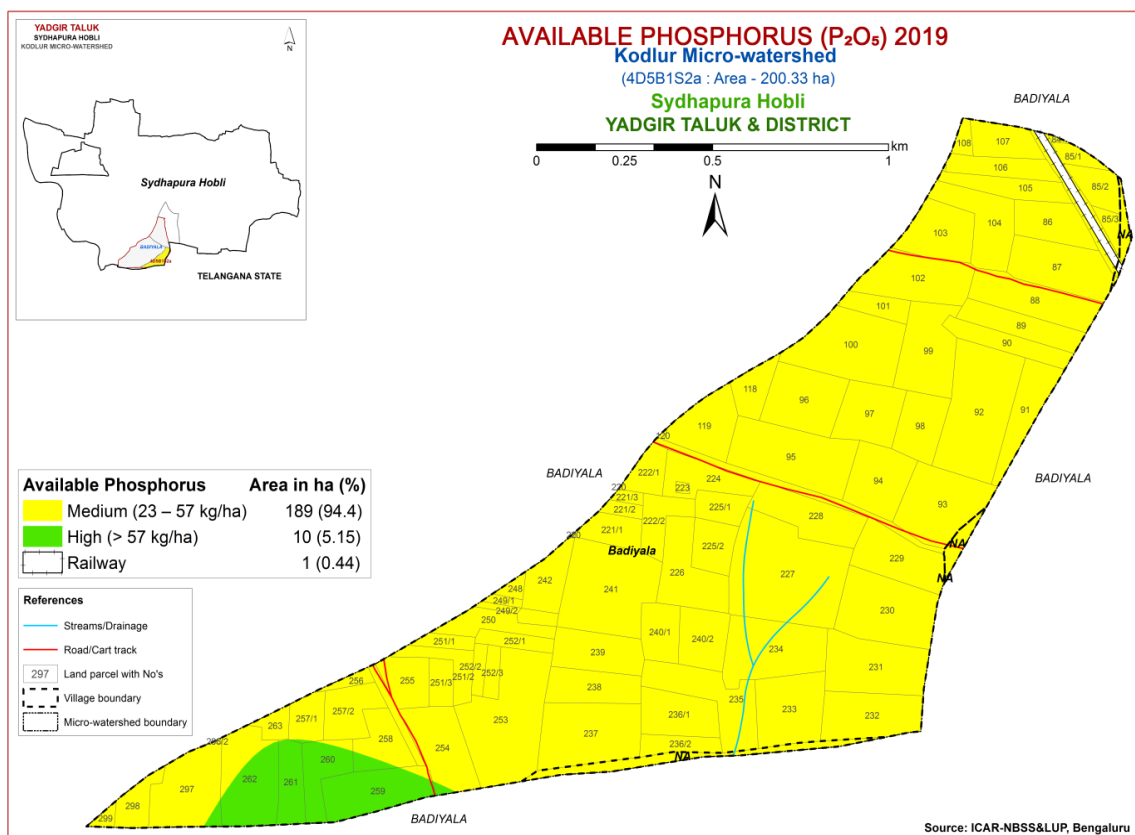 YADGIR TALUK
SYDHAPURA HOBLI
KODLUR MICRO-WATERSHED
N
Sydhapura Hobli
BADIYALA
4D5B1S2a
TELANGANA STATE
AVAILABLE PHOSPHORUS (P₂O₅) 2019
Kodlur Micro-watershed
(4D5B1S2a : Area - 200.33 ha)
Sydhapura Hobli
YADGIR TALUK & DISTRICT
0 0.25 0.5 1 km
N
BADIYALA
108 107 85/1
106
105 85/2
104 86 85/3
103 NA
102 87
88
101
89
100 99 90
118 96 97 98 92 91
119
120
95
BADIYALA
BADIYALA
222/1 224 94
220 223
221/3
221/2 225/1 93
222/2 228
221/1
Badiyala 225/2 229 NA
226 227 NA
242 241
248
249/1
249/2
250 230
240/1 240/2
251/1 252/1 234
239
252/2 231
251/2 252/3
256 255 251/3
238
235
257/1 257/2 236/1 233 232
263
258 254 253 237
236/2
NA
260
262 261
297 259
298
299
BADIYALA
Available Phosphorus Area in ha (%)
Medium (23 – 57 kg/ha) 189 (94.4)
High (> 57 kg/ha) 10 (5.15)
Railway 1 (0.44)
References
Streams/Drainage
Road/Cart track
297 Land parcel with No's
Village boundary
Micro-watershed boundary
Source: ICAR-NBSS&LUP, Bengaluru